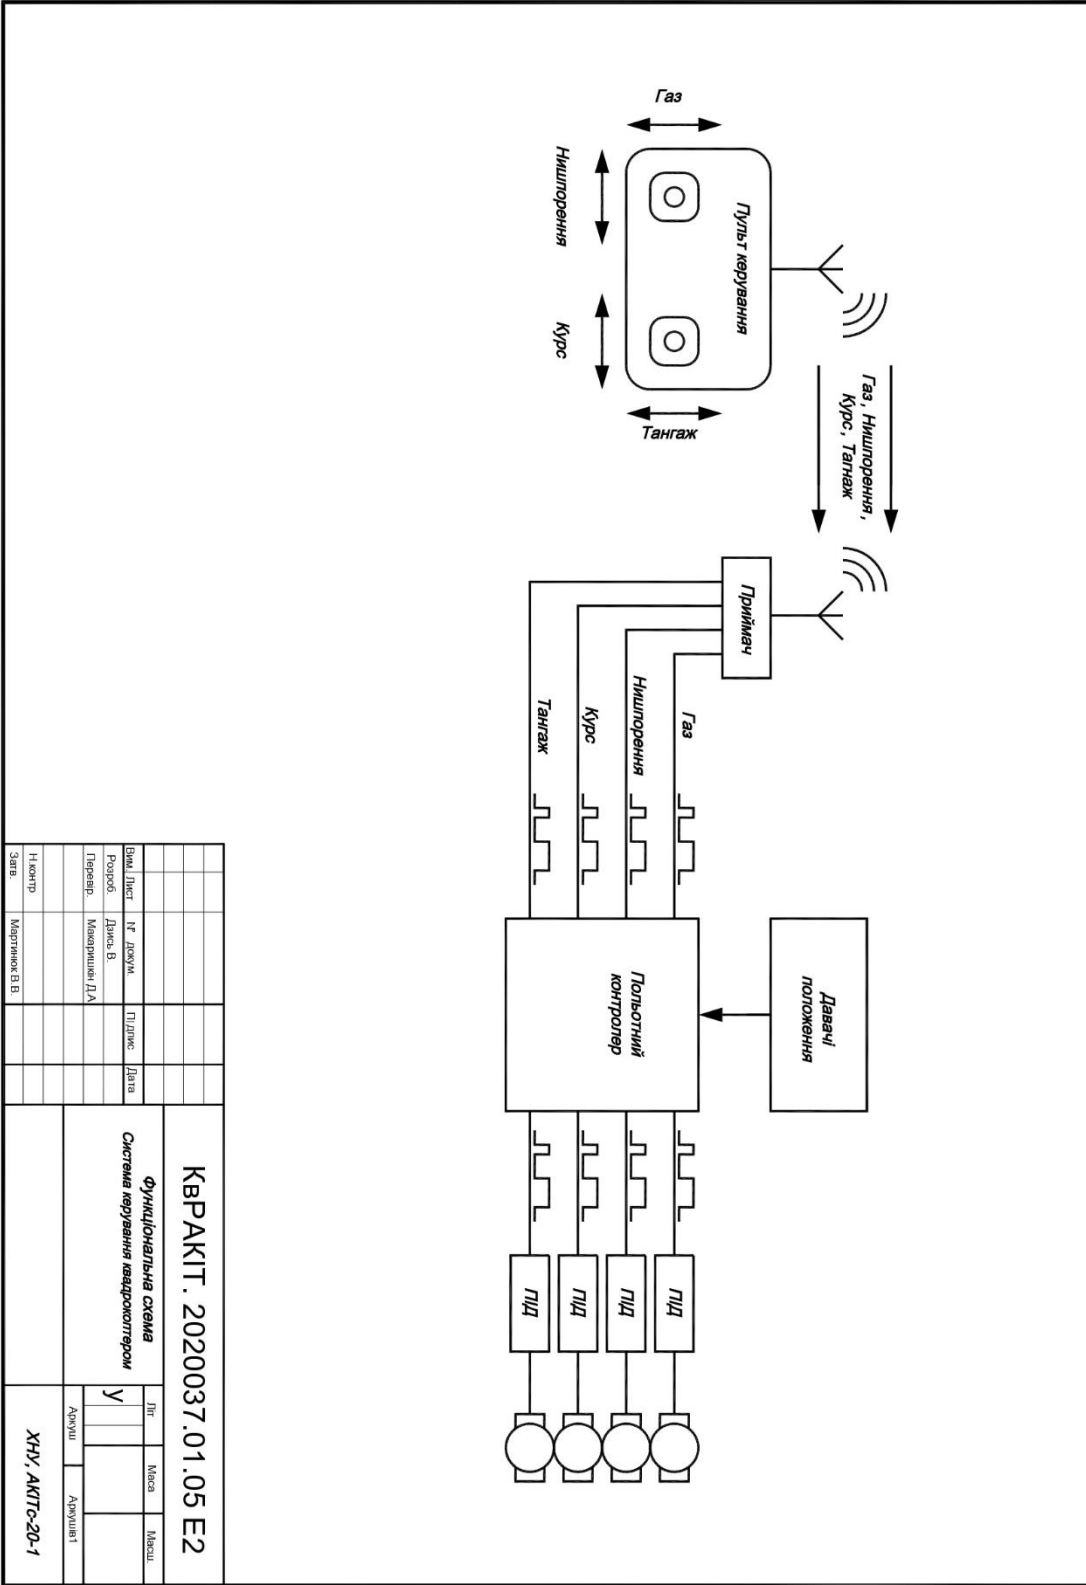 Газ
Нишпорення
Пульт керування
Курс
Тангаж
Газ, Нишпорення,
Курс, Тагнаж
Приймач
Газ
Нишпорення
Курс
Тангаж
Давачі
положення
Польотний
контролер
ПІД
ПІД
ПІД
ПІД
КвРАКІТ. 2020037.01.05 Е2
Вим. Лист № докум. Підпис Дата
Розроб. Дзись В.
Перевір. Макаришкін Д.А
Н.контр
Затв. Мартинюк В.В.
Функціональна схема
Система керування квадрокоптером
Літ Маса Масш.
У
Аркуш Аркушів1
ХНУ, АКІТс-20-1